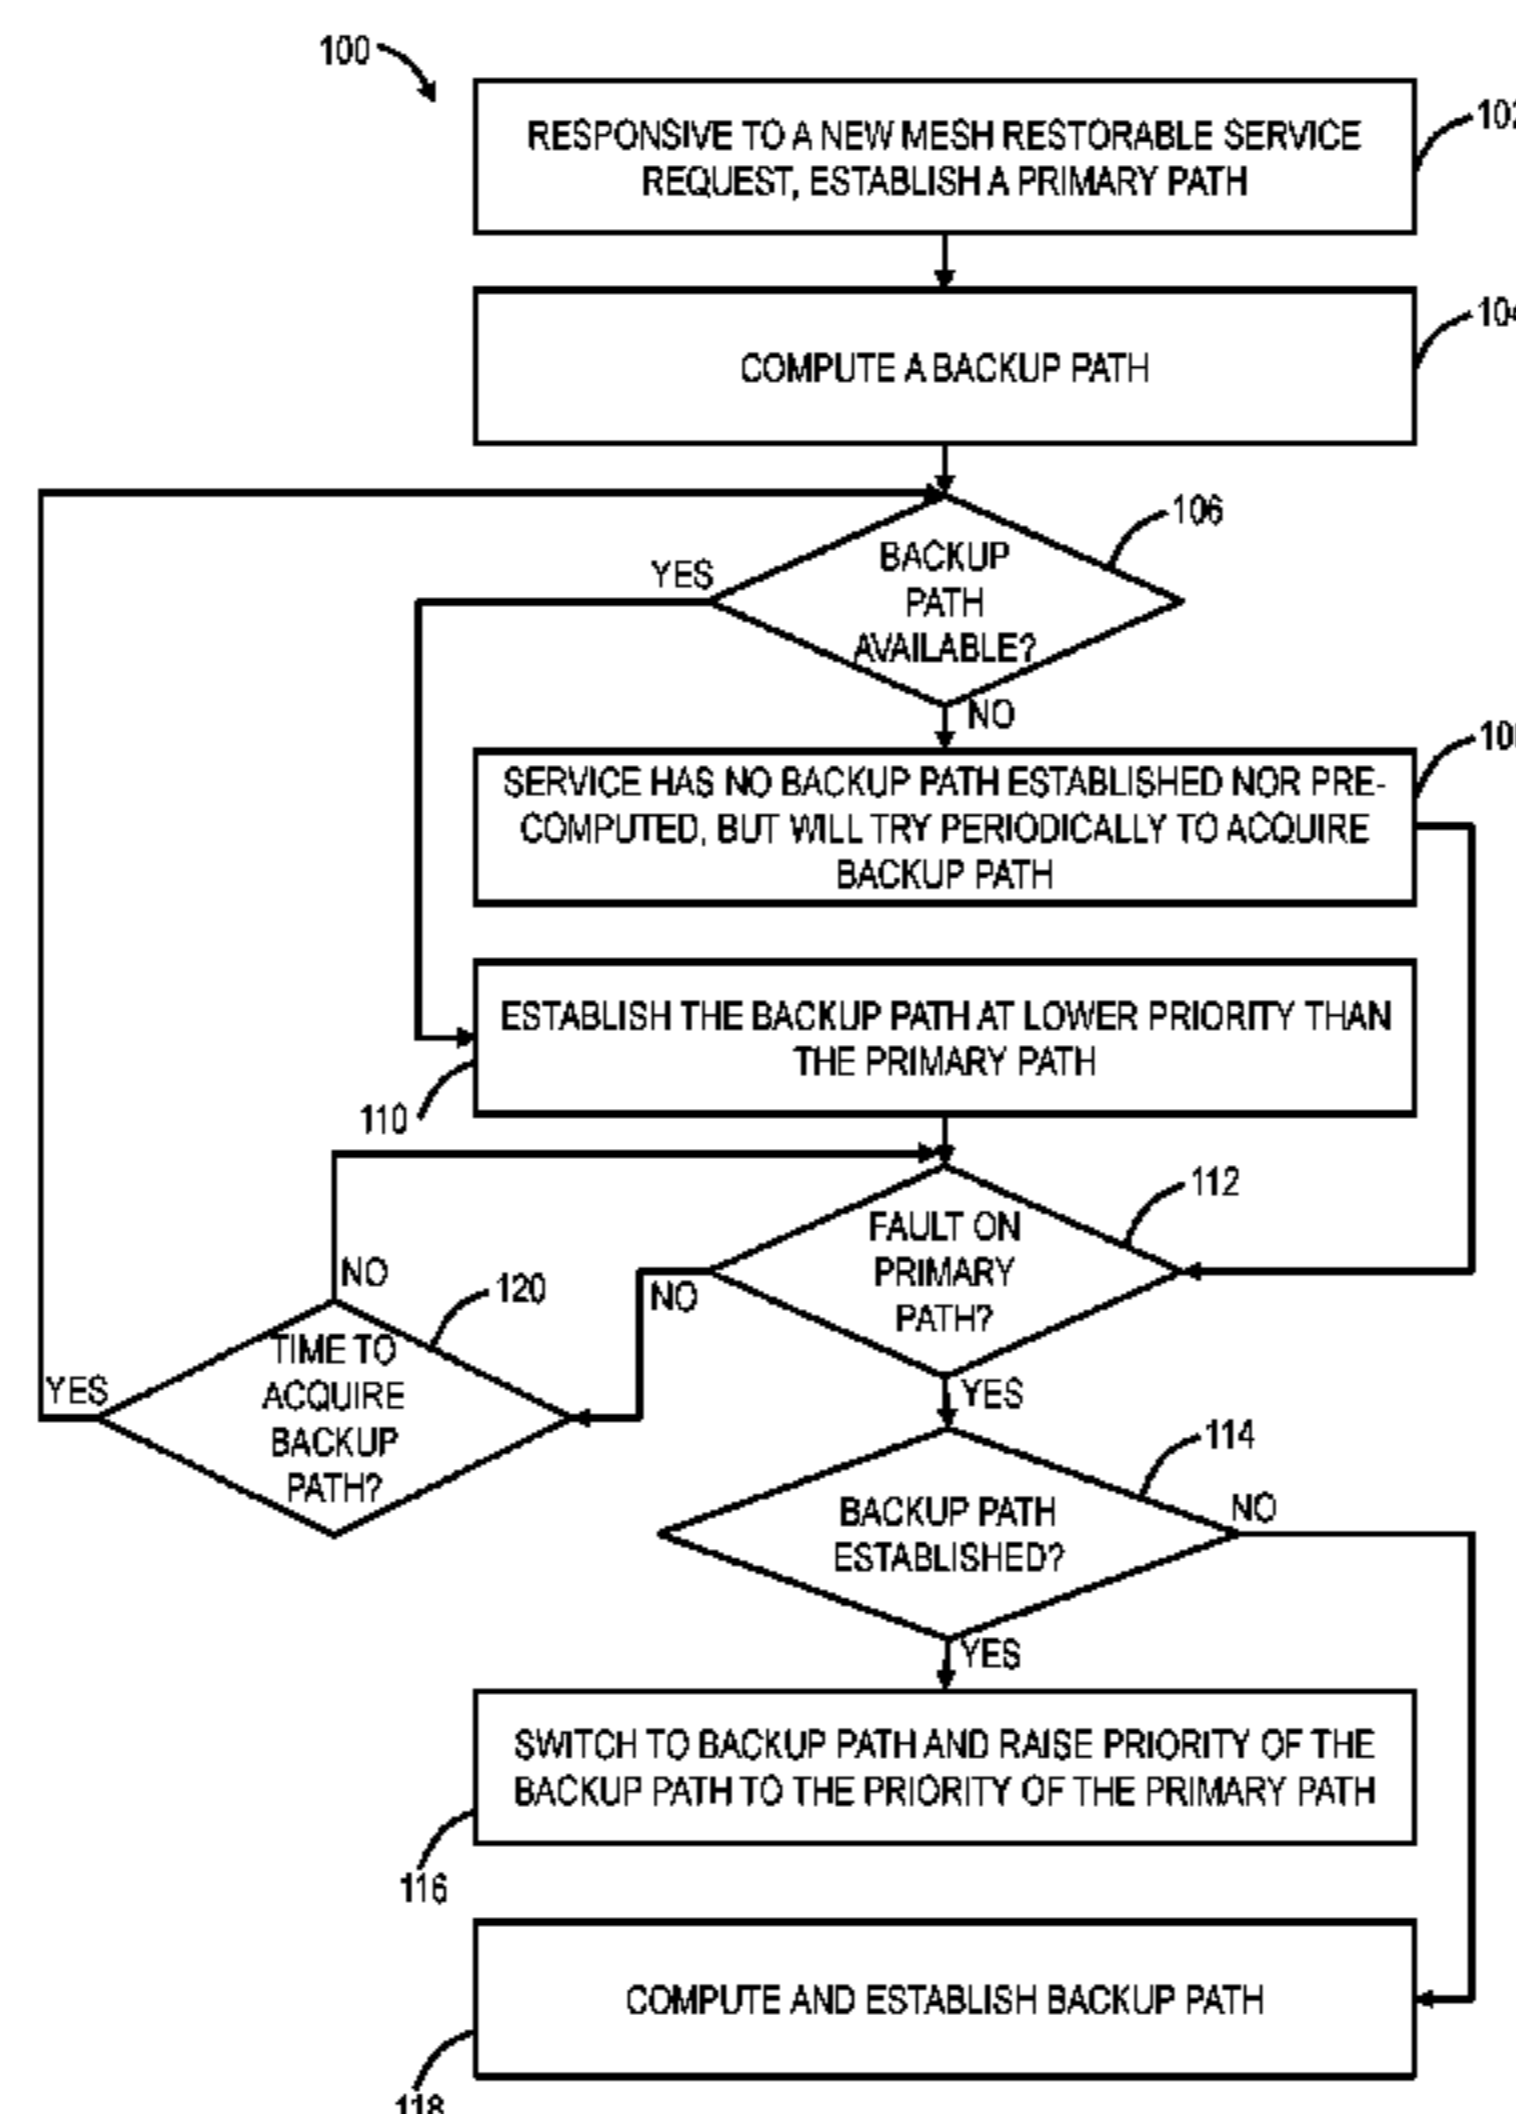 100
RESPONSIVE TO A NEW MESH RESTORABLE SERVICE
REQUEST, ESTABLISH A PRIMARY PATH
COMPUTE A BACKUP PATH
104
106
BACKUP
PATH
AVAILABLE?
YES
NO
SERVICE HAS NO BACKUP PATH ESTABLISHED NOR PRE-
COMPUTED, BUT WILL TRY PERIODICALLY TO ACQUIRE
BACKUP PATH
ESTABLISH THE BACKUP PATH AT LOWER PRIORITY THAN
THE PRIMARY PATH
110
112
FAULT ON
PRIMARY
PATH?
NO
YES
NO
120
TIME TO
ACQUIRE
BACKUP
PATH?
YES
114
BACKUP PATH
ESTABLISHED?
NO
YES
SWITCH TO BACKUP PATH AND RAISE PRIORITY OF THE
BACKUP PATH TO THE PRIORITY OF THE PRIMARY PATH
116
COMPUTE AND ESTABLISH BACKUP PATH
118